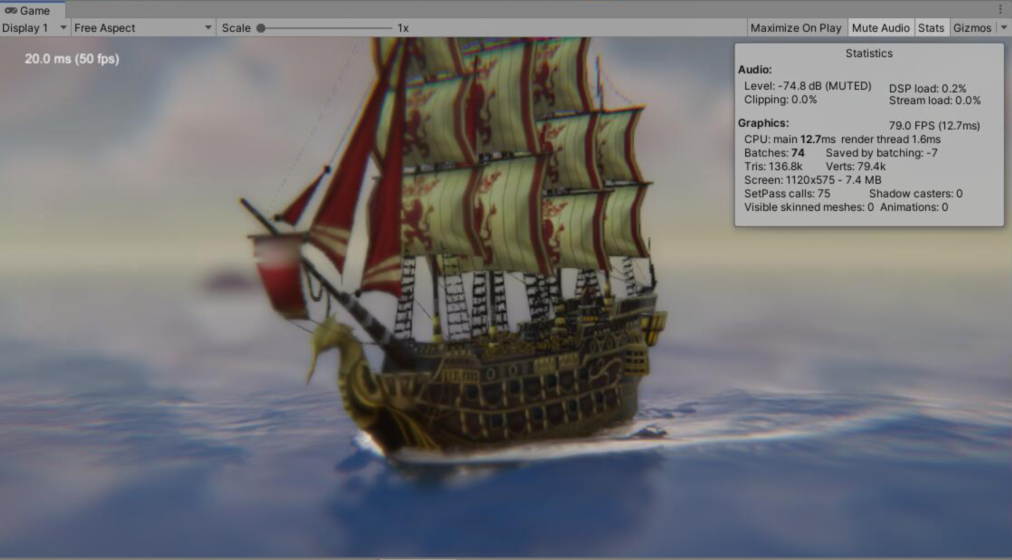 Game
Display 1 Free Aspect Scale 1x Maximize On Play Mute Audio Stats Gizmos
20.0 ms (50 fps)
Statistics
Audio:
Level: -74.8 dB (MUTED) DSP load: 0.2%
Clipping: 0.0% Stream load: 0.0%
Graphics: 79.0 FPS (12.7ms)
CPU: main 12.7ms render thread 1.6ms
Batches: 74 Saved by batching: -7
Tris: 136.8k Verts: 79.4k
Screen: 1120x575 - 7.4 MB
SetPass calls: 75 Shadow casters: 0
Visible skinned meshes: 0 Animations: 0